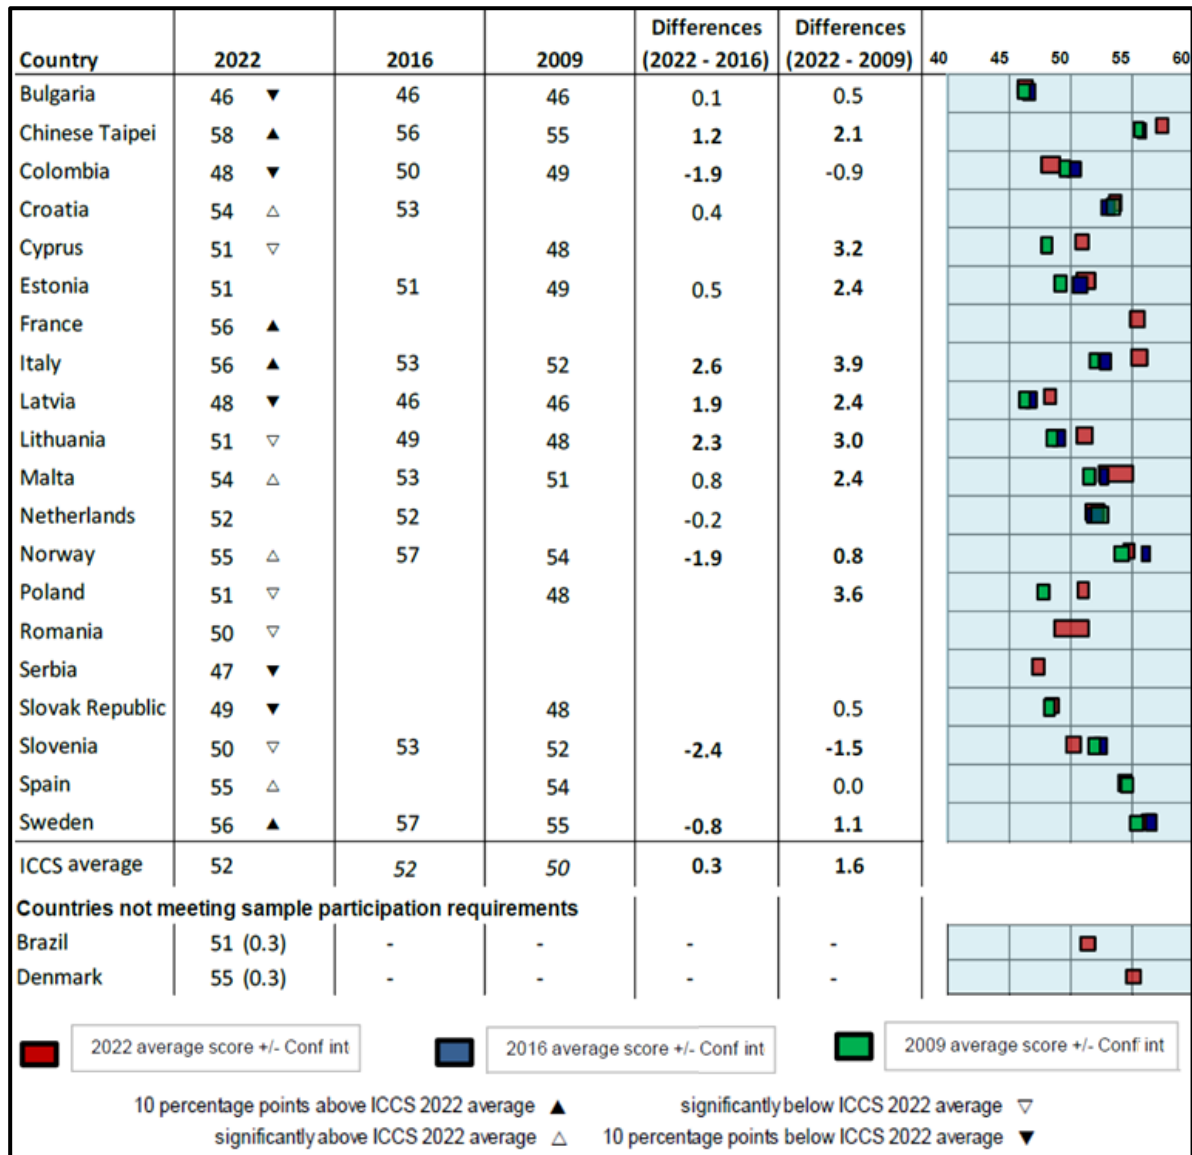 Differences Differences
Country 2022 2016 2009 (2022 - 2016) (2022 - 2009) 40 45 50 55 60
Bulgaria 46 ▼ 46 46 0.1 0.5
Chinese Taipei 58 ▲ 56 55 1.2 2.1
Colombia 48 ▼ 50 49 -1.9 -0.9
Croatia 54 △ 53 0.4
Cyprus 51 ▽ 48 3.2
Estonia 51 51 49 0.5 2.4
France 56 ▲
Italy 56 ▲ 53 52 2.6 3.9
Latvia 48 ▼ 46 46 1.9 2.4
Lithuania 51 ▽ 49 48 2.3 3.0
Malta 54 △ 53 51 0.8 2.4
Netherlands 52 52 -0.2
Norway 55 △ 57 54 -1.9 0.8
Poland 51 ▽ 48 3.6
Romania 50 ▽
Serbia 47 ▼
Slovak Republic 49 ▼ 48 0.5
Slovenia 50 ▽ 53 52 -2.4 -1.5
Spain 55 △ 54 0.0
Sweden 56 ▲ 57 55 -0.8 1.1
ICCS average 52 52 50 0.3 1.6
Countries not meeting sample participation requirements
Brazil 51 (0.3) - - - -
Denmark 55 (0.3) - - - -
2022 average score +/- Conf int 2016 average score +/- Conf int 2009 average score +/- Conf int
10 percentage points above ICCS 2022 average ▲ significantly below ICCS 2022 average ▽
significantly above ICCS 2022 average △ 10 percentage points below ICCS 2022 average ▼